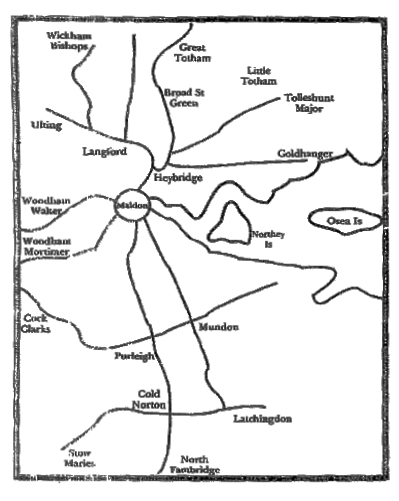 Wickham
Bishops
Great
Totham
Little
Totham
Broad St
Green
Tolleshunt
Major
Ulting
Langford
Goldhanger
Heybridge
Woodham
Walter
Maldon
Osea Is
Northey
Is
Woodham
Mortimer
Cock
Clarks
Mundon
Purleigh
Cold
Norton
Latchingdon
Stow
Maries
North
Fambridge